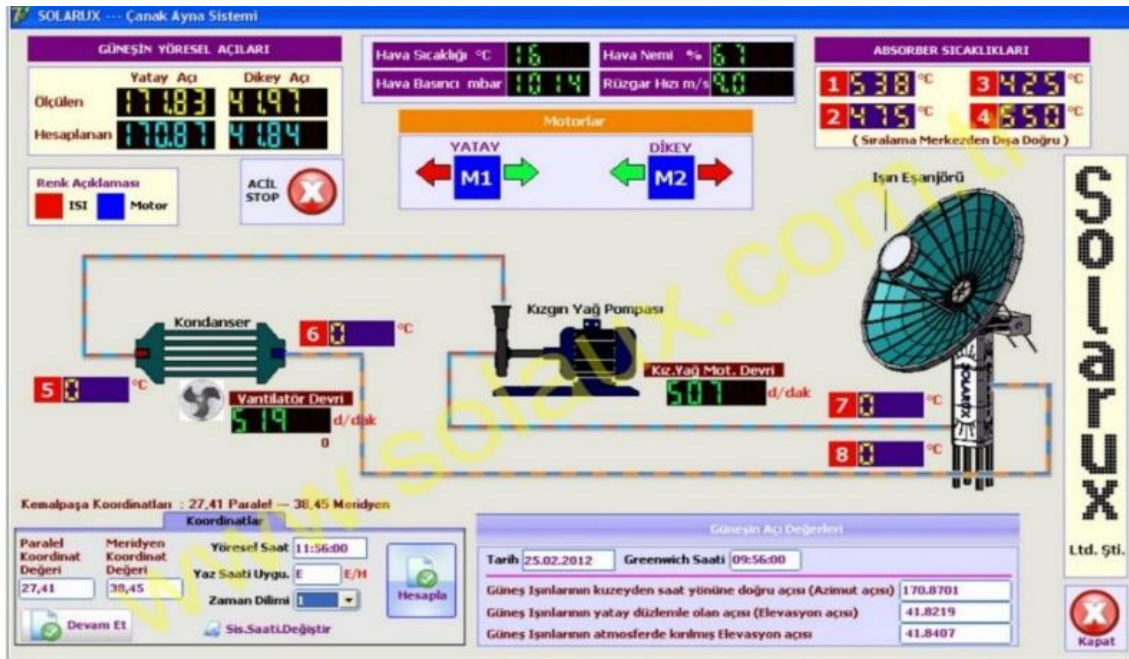 SOLARUX --- Çanak Ayna Sistemi
GÜNEŞİN YÖRESEL AÇILARI
Yatay Açı Dikey Açı
Ölçülen 171.83 41.97
Hesaplanan 170.87 41.84
Renk Açıklaması
ISI Motor
ACİL STOP
Hava Sıcaklığı °C 16 Hava Nemi % 67
Hava Basıncı mbar 1014 Rüzgar Hızı m/s 9.0
Motorlar
YATAY DİKEY
M1 M2
ABSORBER SICAKLIKLARI
1 538 °C 3 425 °C
2 475 °C 4 550 °C
( Sıralama Merkezden Dışa Doğru )
Işın Eşanjörü
Kondanser
Kızgın Yağ Pompası
6 0 °C
5 0 °C
Vantilatör Devri
519 d/dak
0
Kız.Yağ Mot. Devri
507 d/dak
7 0 °C
8 0 °C
SOLARUX
Solarux
Ltd. Şti.
www.solarux.com.tr
Kemalpaşa Koordinatları : 27,41 Paralel --- 38,45 Meridyen
Koordinatlar
Paralel Koordinat Değeri
27,41
Meridyen Koordinat Değeri
38,45
Yöresel Saat 11:56:00
Yaz Saati Uygu. E E/H
Zaman Dilimi 1
Hesapla
Devam Et
Sis.Saati.Değiştir
Güneşin Açı Değerleri
Tarih 25.02.2012 Greenwich Saati 09:56:00
Güneş Işınlarının kuzeyden saat yönüne doğru açısı (Azimut açısı) 170.8701
Güneş Işınlarının yatay düzlemle olan açısı (Elevasyon açısı) 41.8219
Güneş Işınlarının atmosferde kırılmış Elevasyon açısı 41.8407
Kapat